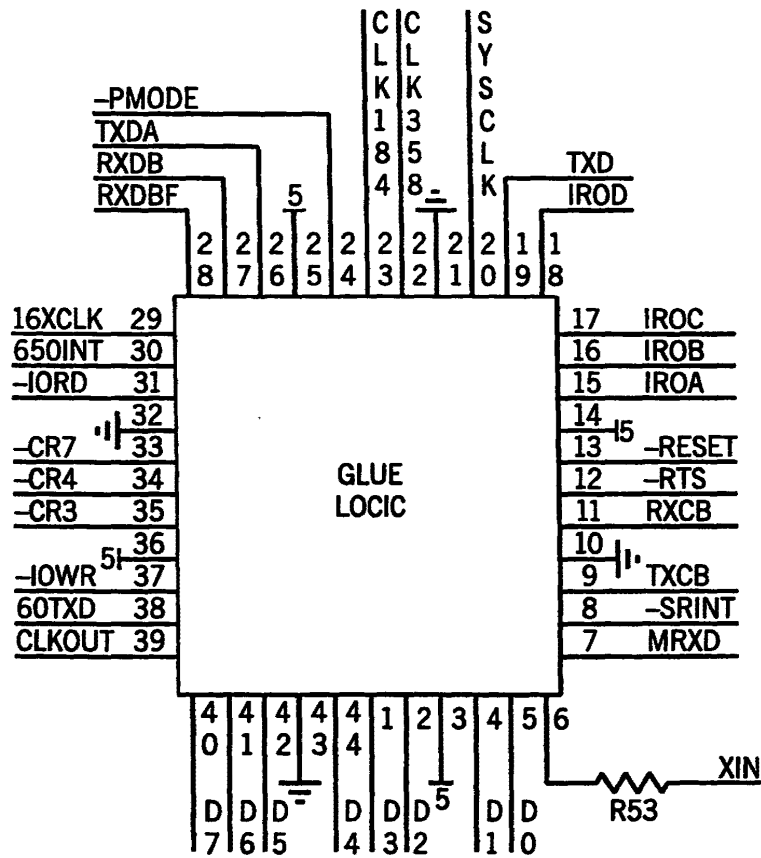 CLK184
CLK358
SYSCLK
–PMODE
TXDA
RXDB
RXDBF
5
TXD
IROD
28 27 26 25 24 23 22 21 20 19 18
16XCLK 29
650INT 30
–IORD 31
32
–CR7 33
–CR4 34
–CR3 35
36
5
–IOWR 37
60TXD 38
CLKOUT 39
GLUE
LOCIC
17 IROC
16 IROB
15 IROA
14
5
13 –RESET
12 –RTS
11 RXCB
10
9 TXCB
8 –SRINT
7 MRXD
40 41 42 43 44 1 2 3 4 5 6
D7 D6 D5 D4 D3 D2 5 D1 D0
XIN
R53